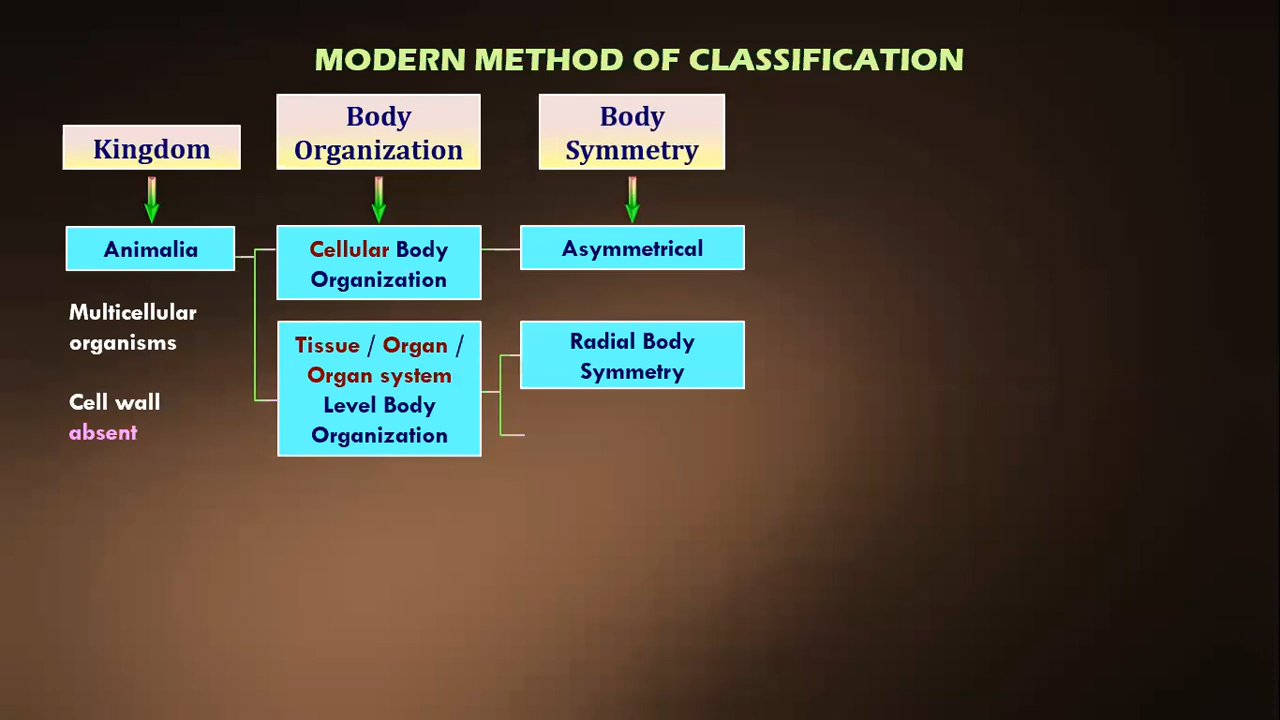 MODERN METHOD OF CLASSIFICATION
Kingdom
Body
Organization
Body
Symmetry
Animalia
Cellular Body
Organization
Asymmetrical
Multicellular
organisms
Cell wall
absent
Tissue / Organ /
Organ system
Level Body
Organization
Radial Body
Symmetry